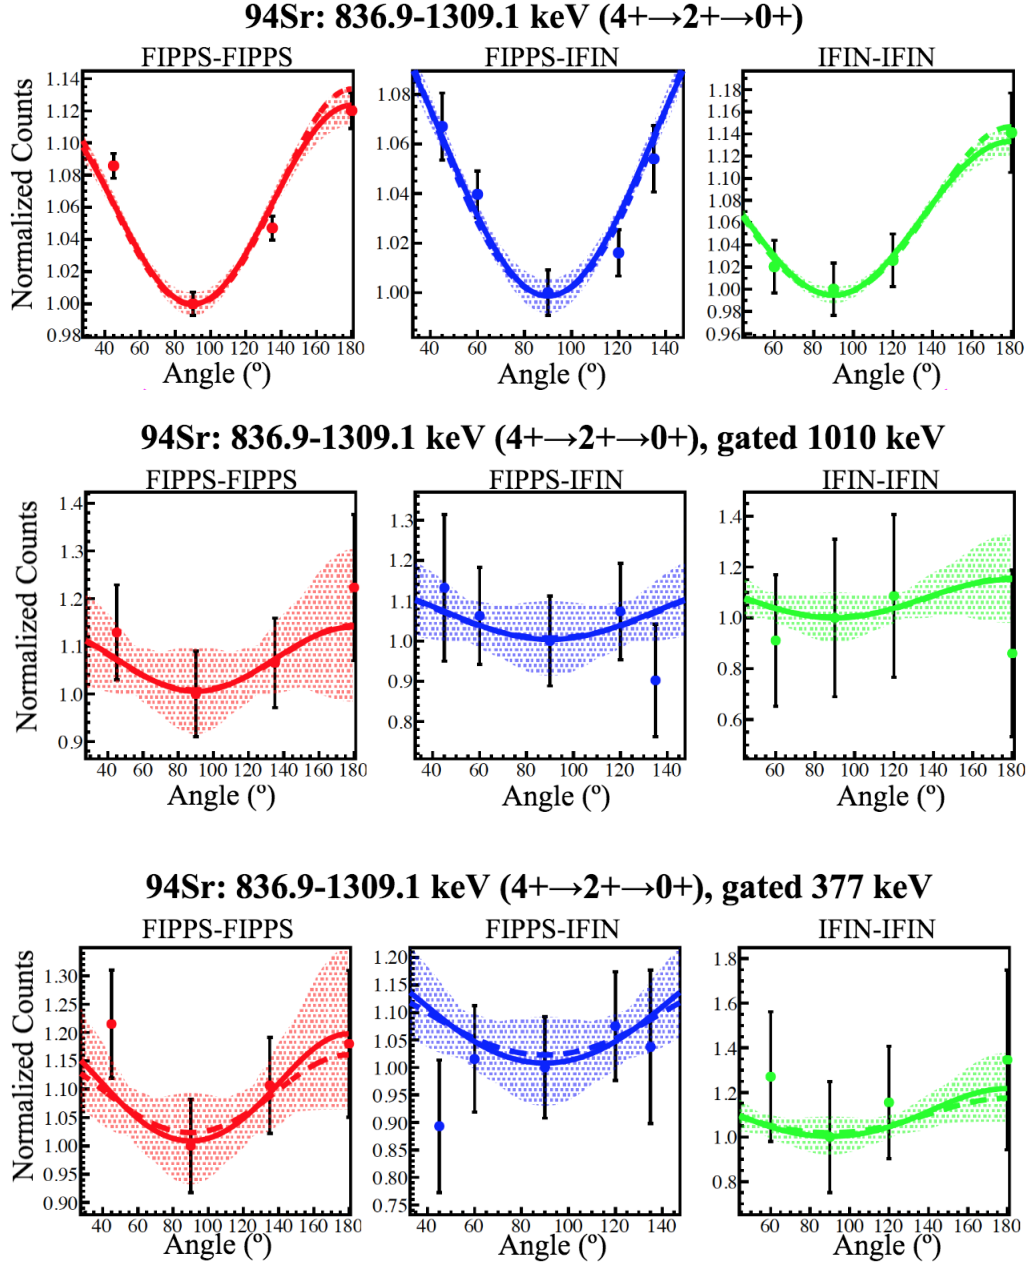 94Sr: 836.9-1309.1 keV (4+→2+→0+)
FIPPS-FIPPS FIPPS-IFIN IFIN-IFIN
Normalized Counts
1.14
1.12
1.10
1.08
1.06
1.04
1.02
1.00
0.98
40 60 80 100 120 140 160 180
Angle (º)
1.08
1.06
1.04
1.02
1.00
40 60 80 100 120 140
Angle (º)
1.18
1.16
1.14
1.12
1.10
1.08
1.06
1.04
1.02
1.00
0.98
0.96
60 80 100 120 140 160 180
Angle (º)
94Sr: 836.9-1309.1 keV (4+→2+→0+), gated 1010 keV
FIPPS-FIPPS FIPPS-IFIN IFIN-IFIN
Normalized Counts
1.4
1.3
1.2
1.1
1.0
0.9
40 60 80 100 120 140 160 180
Angle (º)
1.3
1.2
1.1
1.0
0.9
0.8
40 60 80 100 120 140
Angle (º)
1.4
1.2
1.0
0.8
0.6
60 80 100 120 140 160 180
Angle (º)
94Sr: 836.9-1309.1 keV (4+→2+→0+), gated 377 keV
FIPPS-FIPPS FIPPS-IFIN IFIN-IFIN
Normalized Counts
1.30
1.25
1.20
1.15
1.10
1.05
1.00
0.95
0.90
40 60 80 100 120 140 160 180
Angle (º)
1.20
1.15
1.10
1.05
1.00
0.95
0.90
0.85
0.80
0.75
40 60 80 100 120 140
Angle (º)
1.8
1.6
1.4
1.2
1.0
0.8
60 80 100 120 140 160 180
Angle (º)